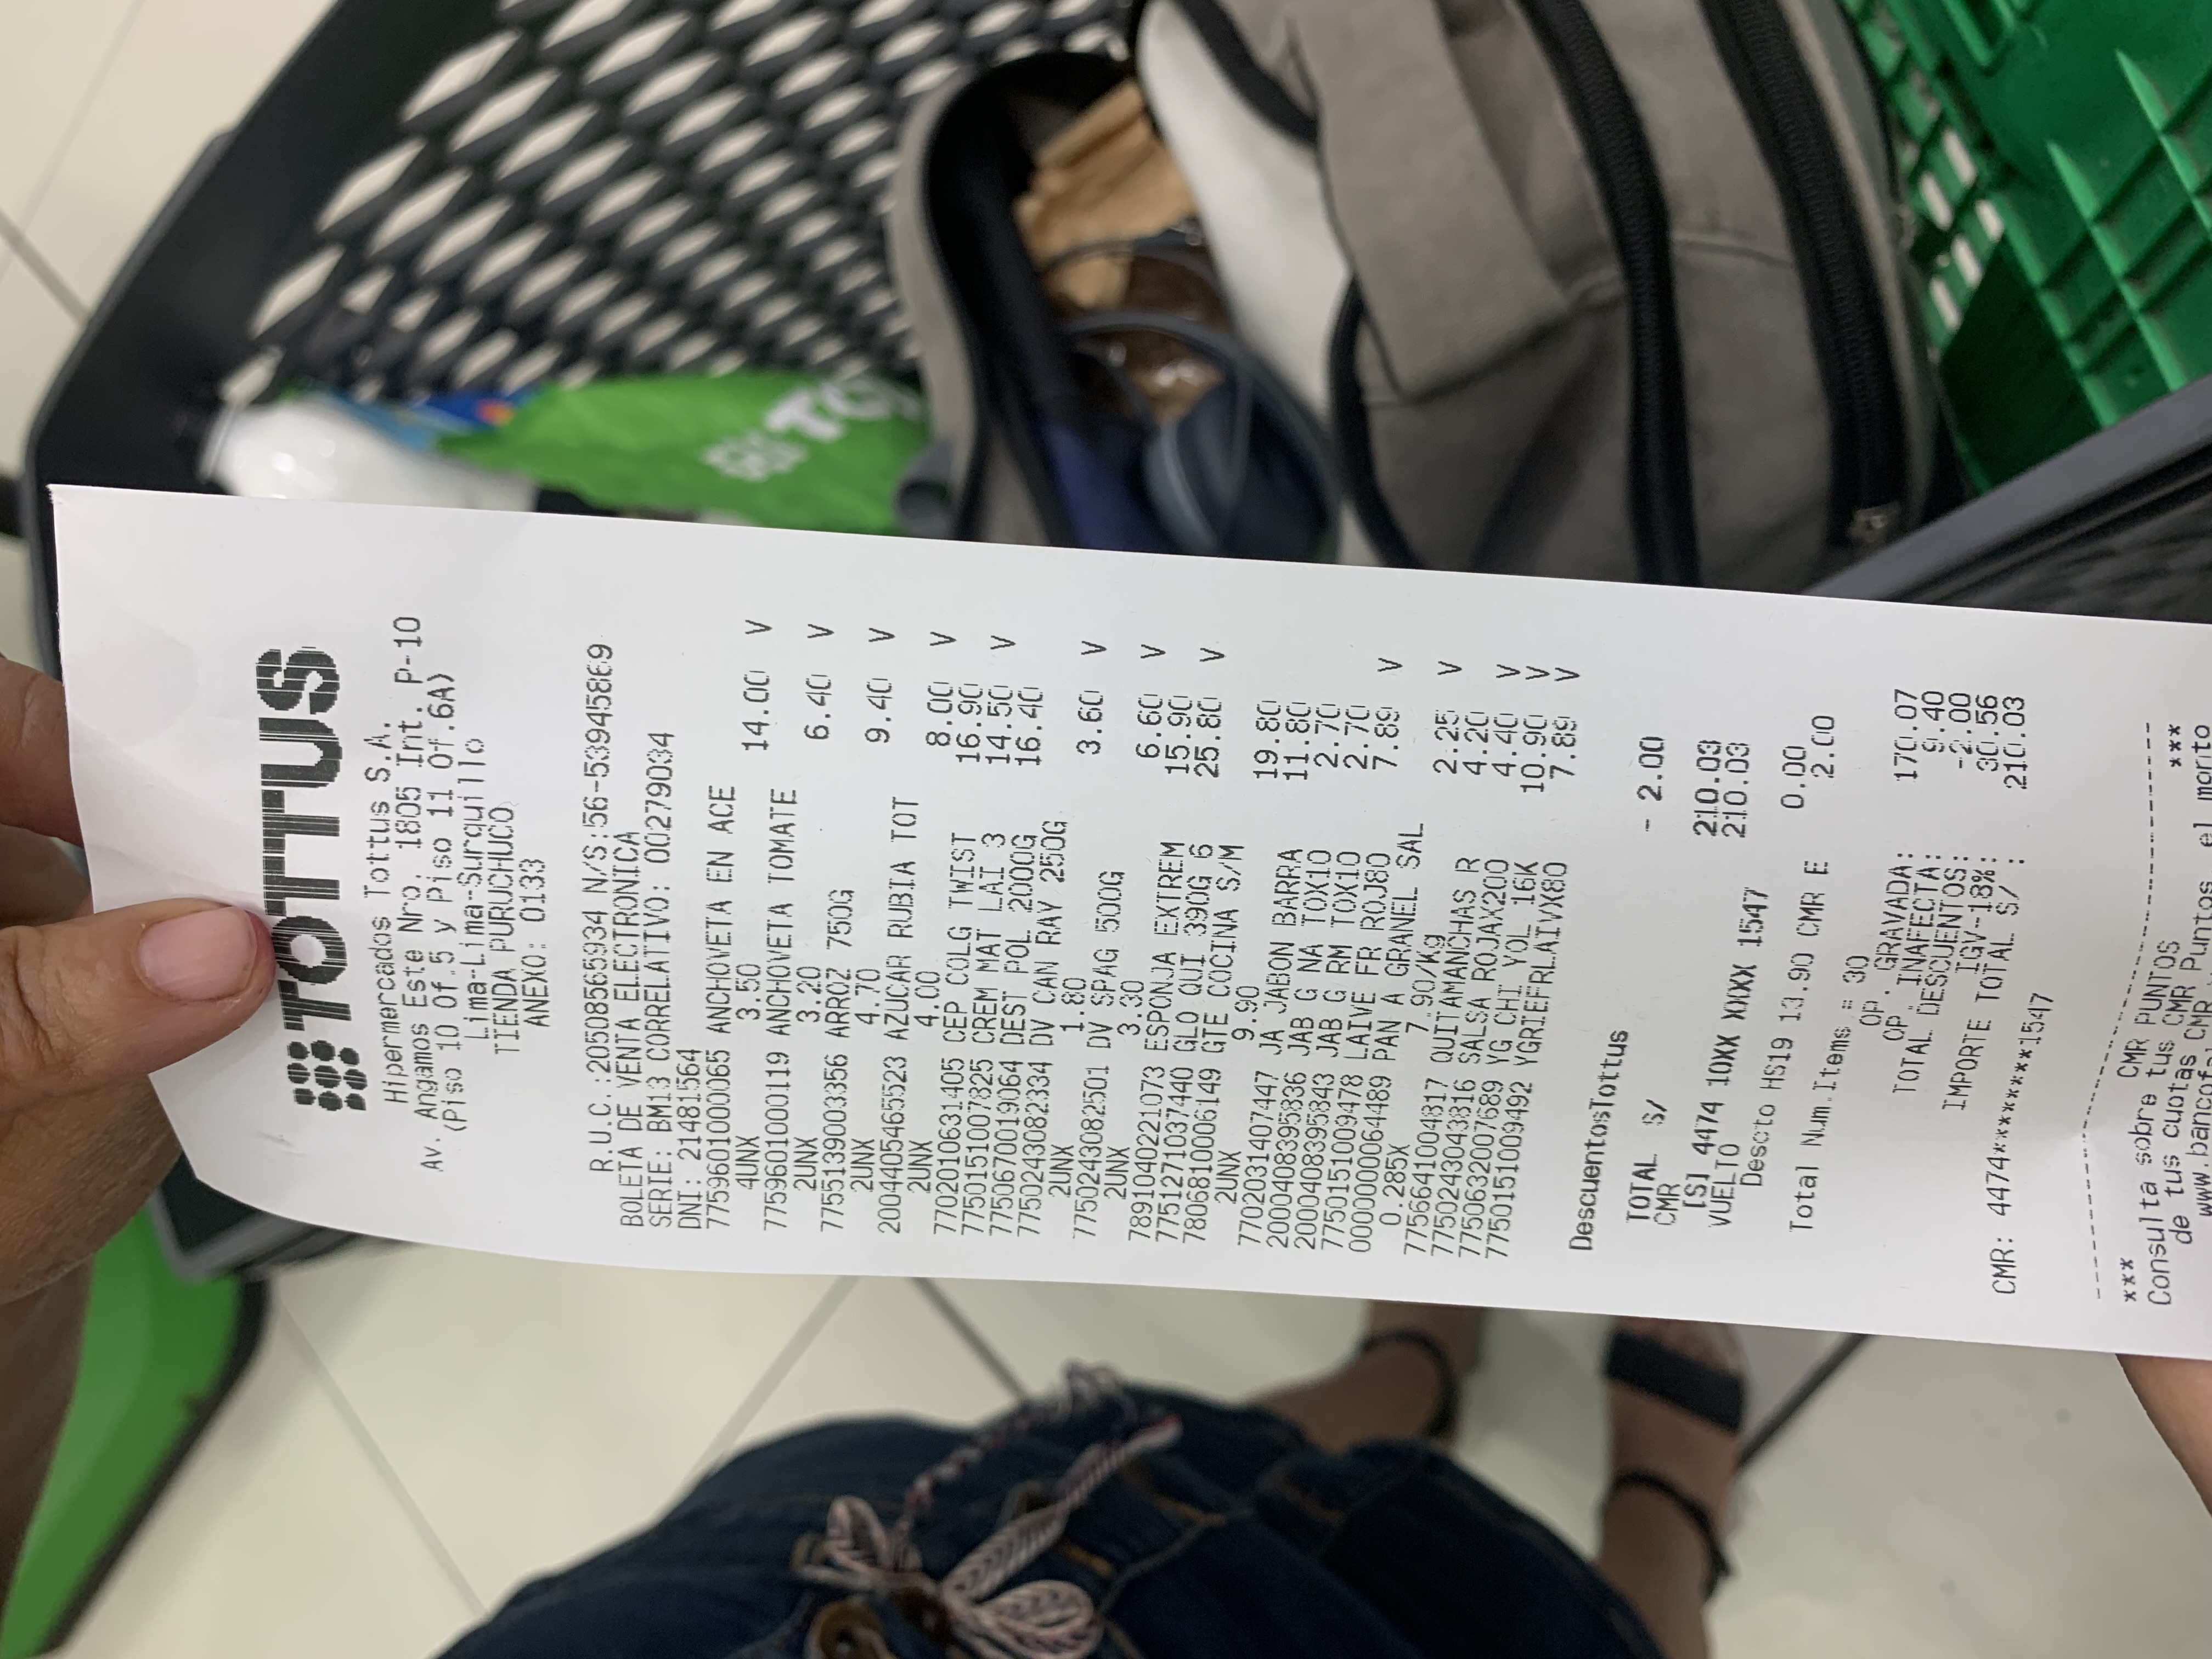 TOTTUS
Hipermercados Tottus S.A.
Av. Angamos Este Nro. 1805 Int. P-10
(Piso 10 Of.5 y Piso 11 Of.6A)
Lima-Lima-Surquillo
TIENDA PURUCHUCO
ANEXO: 0133
R.U.C.:20508565934 N/S:56-53945869
BOLETA DE VENTA ELECTRONICA
SERIE: BM13 CORRELATIVO: 00279034
DNI: 21481564
7759601000065 ANCHOVETA EN ACE
4UNX 3.50 14.00 V
7759601000119 ANCHOVETA TOMATE
2UNX 3.20 6.40 V
7755139003356 ARROZ 750G
2UNX 4.70 9.40 V
2004405465523 AZUCAR RUBIA TOT
2UNX 4.00 8.00 V
7702010631405 CEP COLG TWIST 16.90
7750151007825 CREM MAT LAI 3 14.50 V
7750670019064 DEST POL 2000G 16.40
7750243082334 DV CAN RAY 250G
2UNX 1.80 3.60 V
7750243082501 DV SPAG 500G
2UNX 3.30 6.60 V
7891040221073 ESPONJA EXTREM 15.90
7751271037440 GLO QUI 390G 6 25.80 V
7806810006149 GTE COCINA S/M
2UNX 9.90 19.80
7702031407447 JA JABON BARRA 11.80
2000408395836 JAB G NA TOX10 2.70
2000408395843 JAB G RM TOX10 2.70
7750151009478 LAIVE FR ROJ80 7.89 V
0000000064489 PAN A GRANEL SAL
0.285X 7.90/Kg 2.25 V
7756641004817 QUITAMANCHAS R 4.20
7750243043816 SALSA ROJAX200 4.40 V
7750632007689 YG CHI YOL 16K 10.90 V
7750151009492 YGRIEFRLAIVX80 7.89 V
DescuentosTottus - 2.00
TOTAL S/ 210.03
CMR 210.03
[S] 4474 10XX XXXX 1547
VUELTO 0.00
Descto HS19 13.90 CMR E 2.00
Total Num.Items = 30
OP. GRAVADA: 170.07
OP. INAFECTA: 9.40
TOTAL DESCUENTOS: -2.00
IGV-18%: 30.56
IMPORTE TOTAL S/ : 210.03
CMR: 4474********1547
*** CMR PUNTOS ***
Consulta sobre tus CMR Puntos, el monto
de tus cuotas CMR